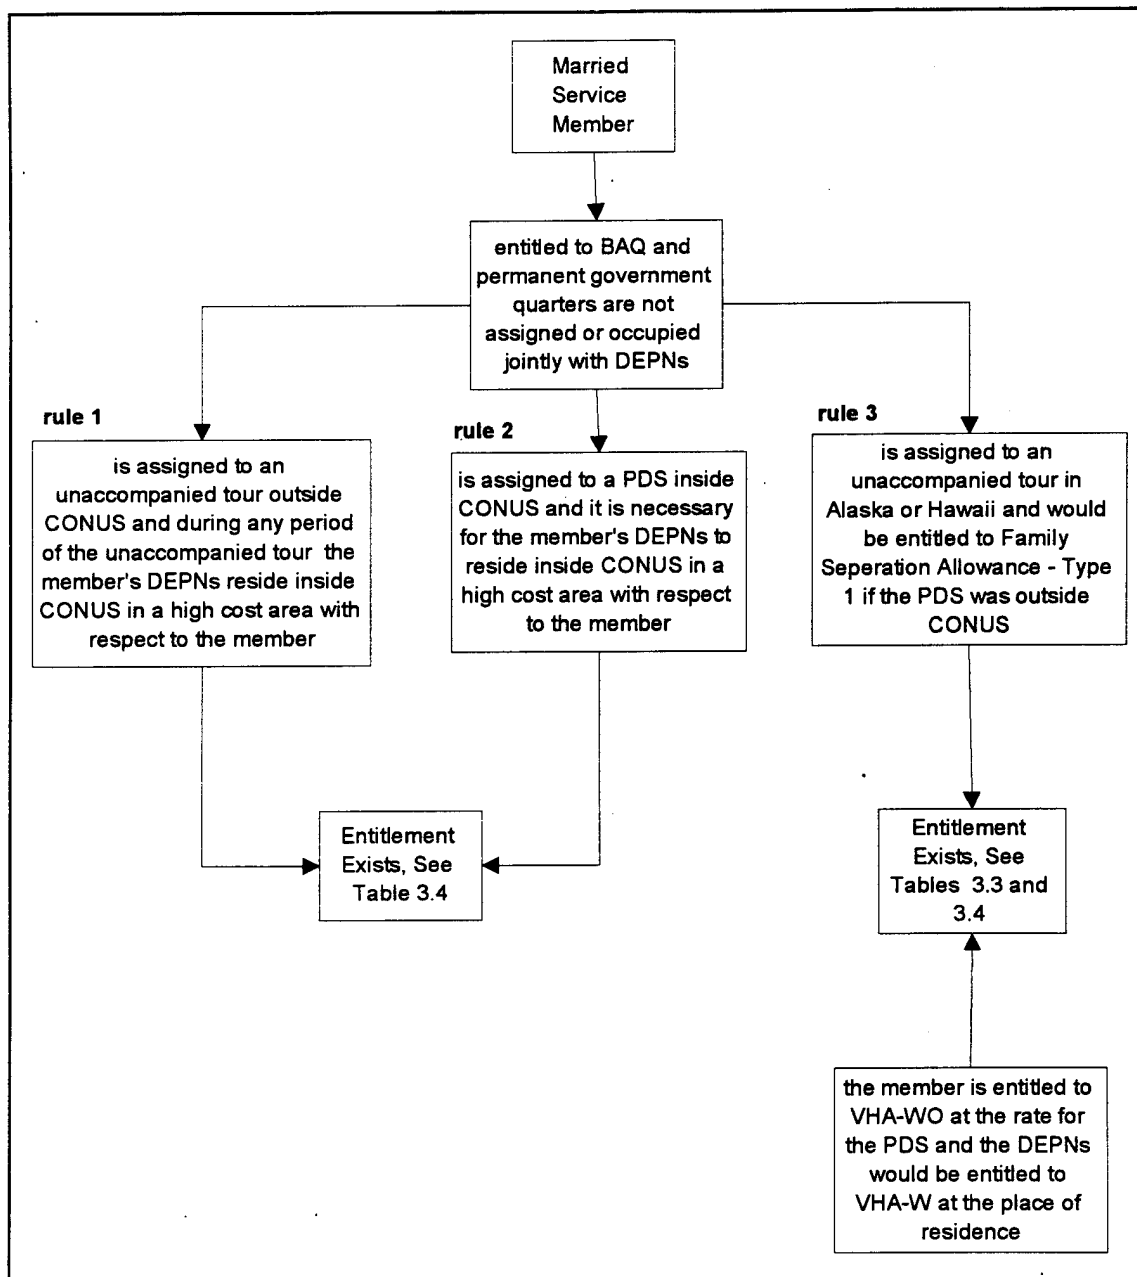 Married
Service
Member
entitled to BAQ and
permanent government
quarters are not
assigned or occupied
jointly with DEPNs
rule 1
is assigned to an
unaccompanied tour outside
CONUS and during any period
of the unaccompanied tour the
member's DEPNs reside inside
CONUS in a high cost area with
respect to the member
rule 2
is assigned to a PDS inside
CONUS and it is necessary
for the member's DEPNs to
reside inside CONUS in a
high cost area with respect
to the member
rule 3
is assigned to an
unaccompanied tour in
Alaska or Hawaii and would
be entitled to Family
Seperation Allowance - Type
1 if the PDS was outside
CONUS
Entitlement
Exists, See
Table 3.4
Entitlement
Exists, See
Tables 3.3 and
3.4
the member is entitled to
VHA-WO at the rate for
the PDS and the DEPNs
would be entitled to
VHA-W at the place of
residence